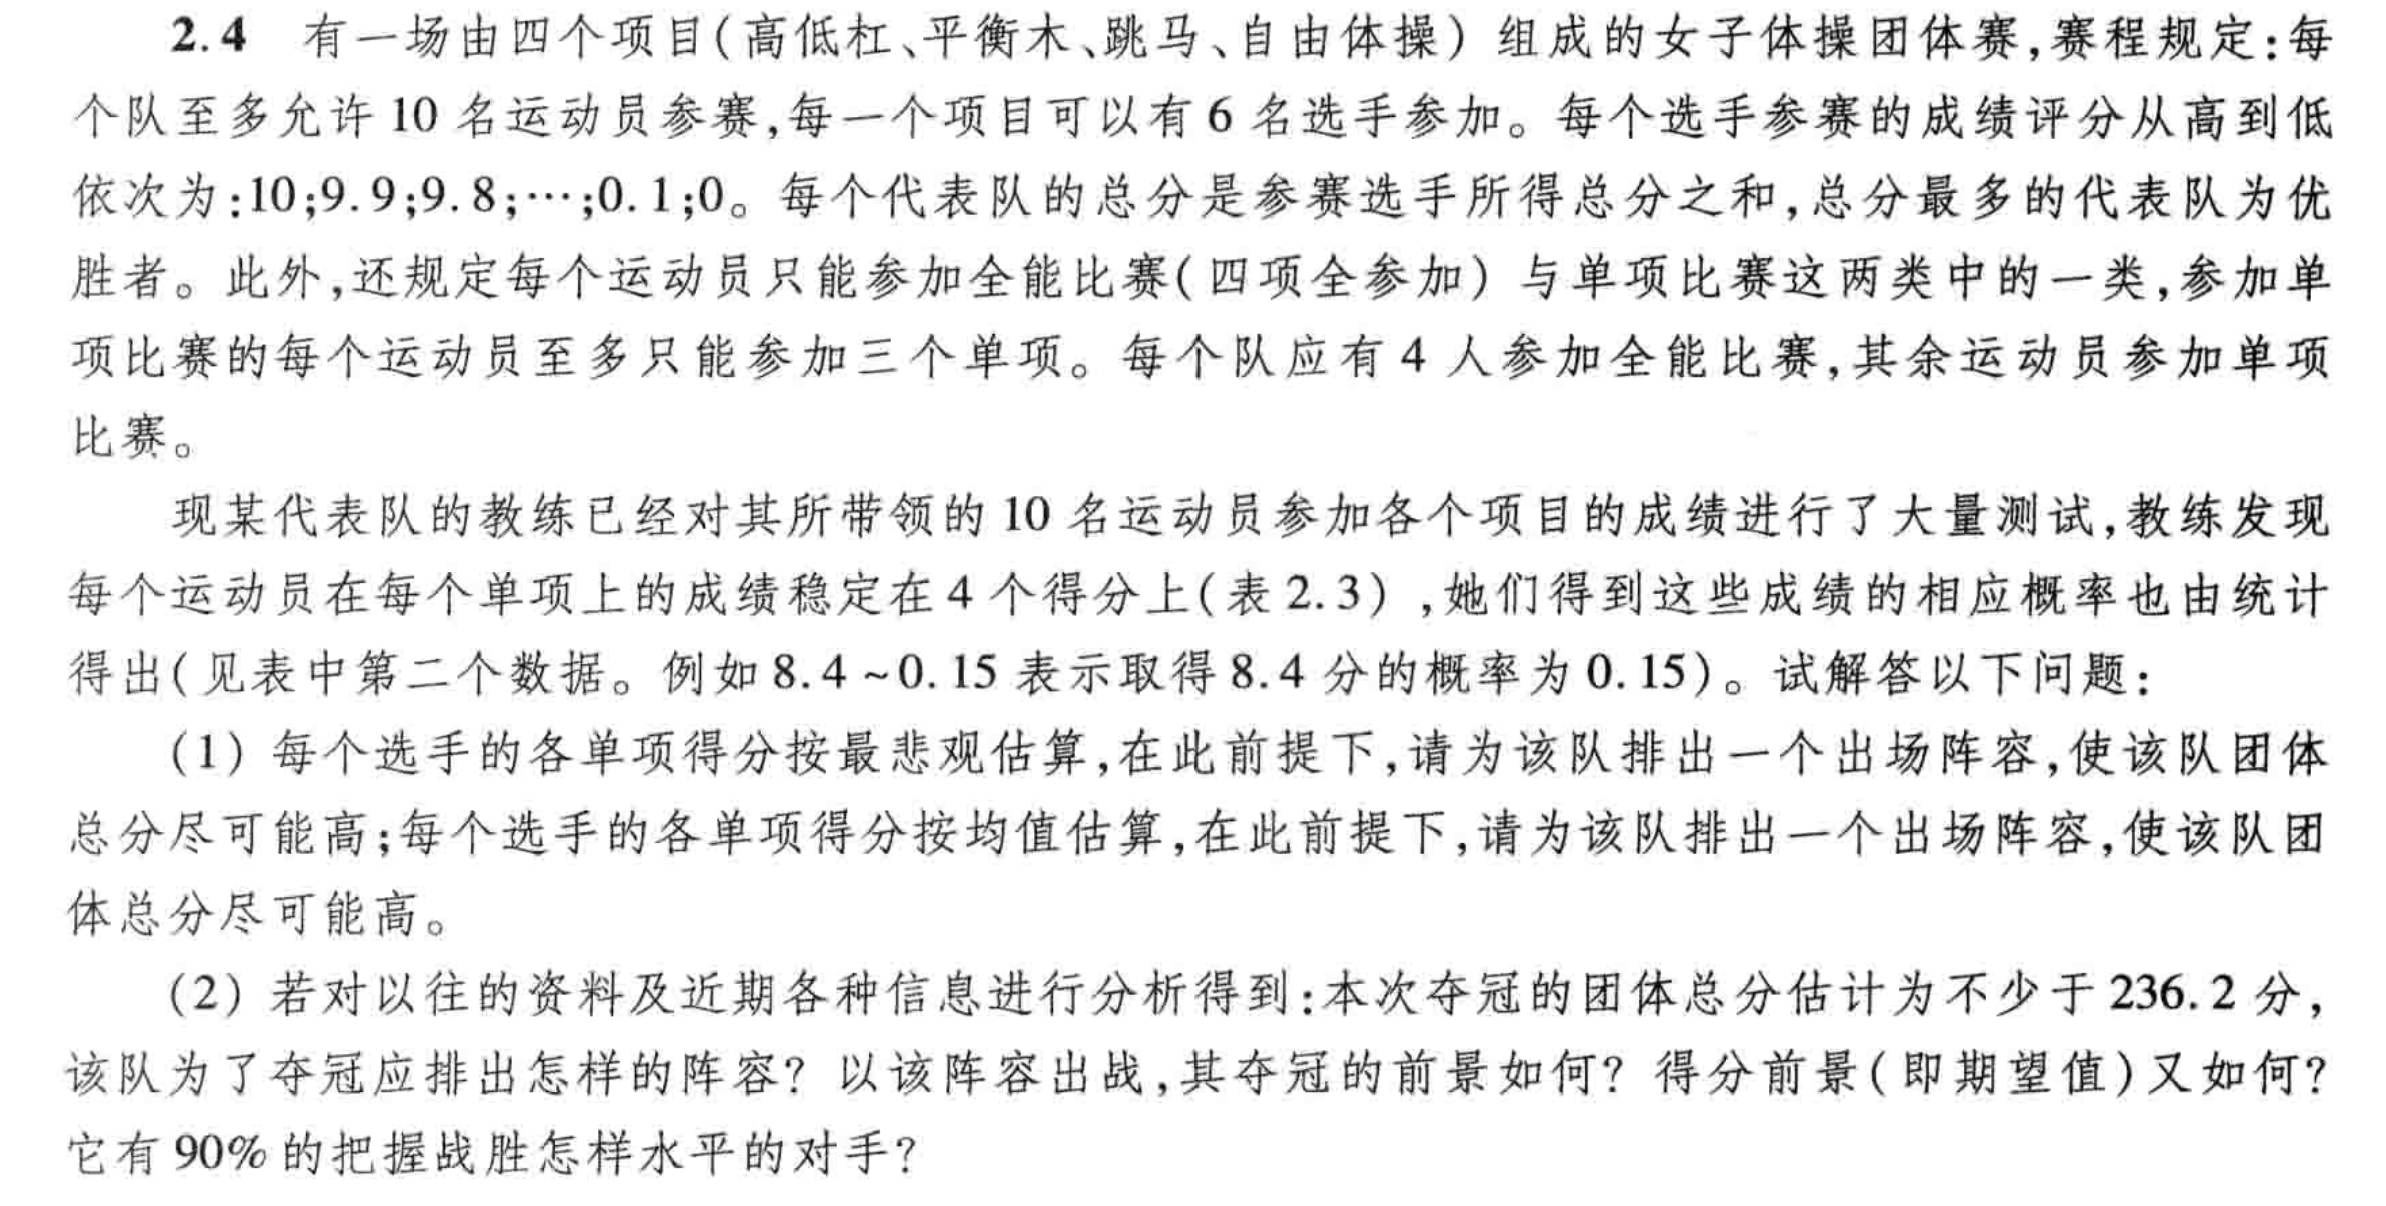 2.4 有一场由四个项目(高低杠、平衡木、跳马、自由体操)组成的女子体操团体赛,赛程规定:每
个队至多允许10名运动员参赛,每一个项目可以有6名选手参加。每个选手参赛的成绩评分从高到低
依次为:10;9.9;9.8;…;0.1;0。每个代表队的总分是参赛选手所得总分之和,总分最多的代表队为优
胜者。此外,还规定每个运动员只能参加全能比赛(四项全参加)与单项比赛这两类中的一类,参加单
项比赛的每个运动员至多只能参加三个单项。每个队应有4人参加全能比赛,其余运动员参加单项
比赛。
现某代表队的教练已经对其所带领的10名运动员参加各个项目的成绩进行了大量测试,教练发现
每个运动员在每个单项上的成绩稳定在4个得分上(表2.3),她们得到这些成绩的相应概率也由统计
得出(见表中第二个数据。例如8.4~0.15表示取得8.4分的概率为0.15)。试解答以下问题:
(1) 每个选手的各单项得分按最悲观估算,在此前提下,请为该队排出一个出场阵容,使该队团体
总分尽可能高;每个选手的各单项得分按均值估算,在此前提下,请为该队排出一个出场阵容,使该队团
体总分尽可能高。
(2) 若对以往的资料及近期各种信息进行分析得到:本次夺冠的团体总分估计为不少于236.2分,
该队为了夺冠应排出怎样的阵容? 以该阵容出战,其夺冠的前景如何? 得分前景(即期望值)又如何?
它有90%的把握战胜怎样水平的对手?